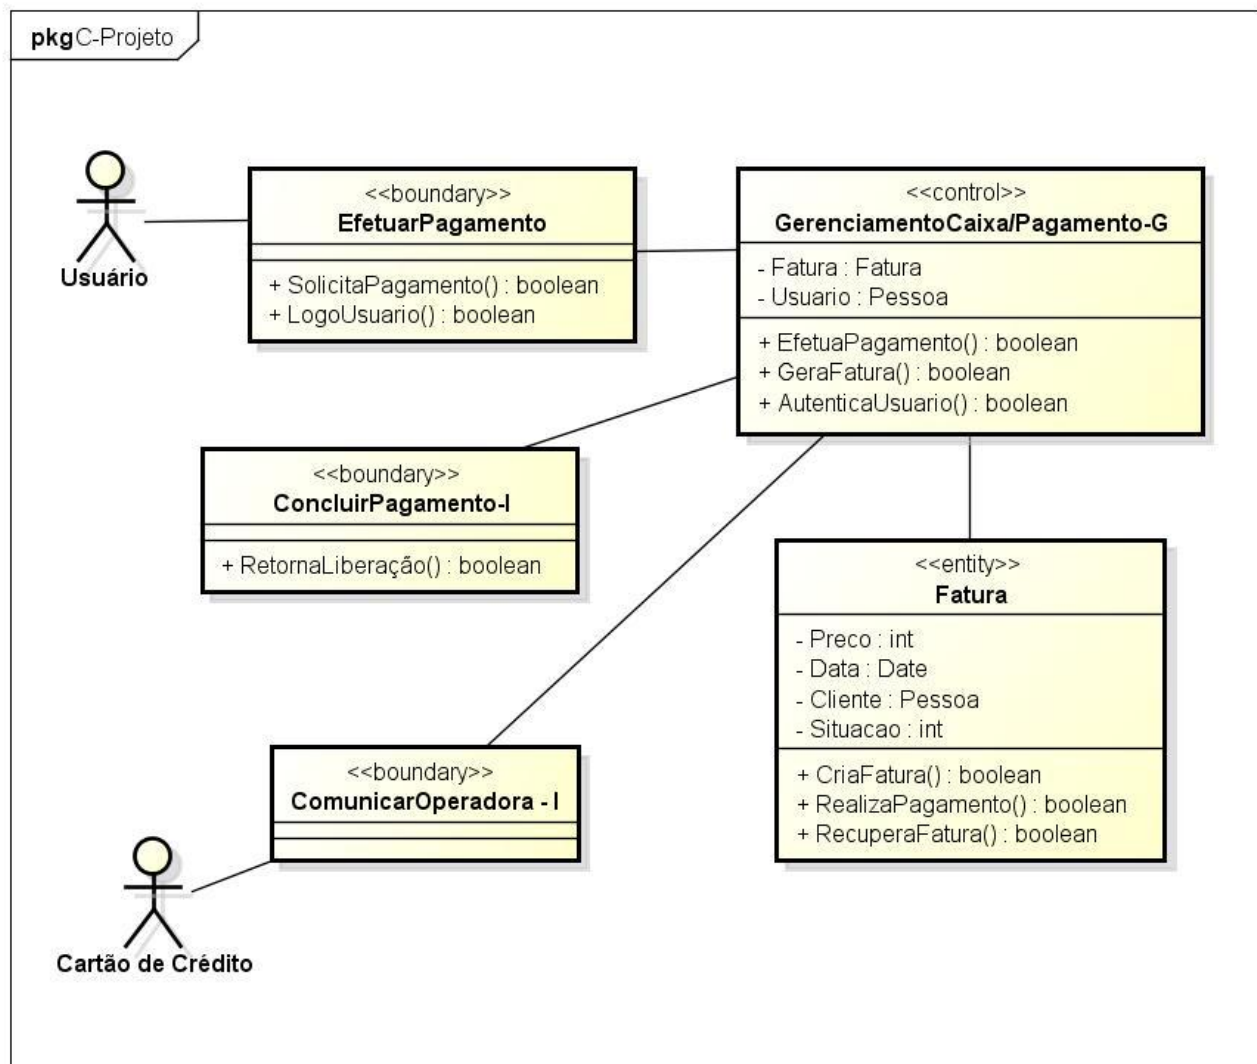 pkgC-Projeto
Usuário
<<boundary>>
EfetuarPagamento
+ SolicitaPagamento() : boolean
+ LogoUsuario() : boolean
<<control>>
GerenciamentoCaixa/Pagamento-G
- Fatura : Fatura
- Usuario : Pessoa
+ EfetuaPagamento() : boolean
+ GeraFatura() : boolean
+ AutenticaUsuario() : boolean
<<boundary>>
ConcluirPagamento-I
+ RetornaLiberação() : boolean
<<entity>>
Fatura
- Preco : int
- Data : Date
- Cliente : Pessoa
- Situacao : int
+ CriaFatura() : boolean
+ RealizaPagamento() : boolean
+ RecuperaFatura() : boolean
<<boundary>>
ComunicarOperadora - I
Cartão de Crédito